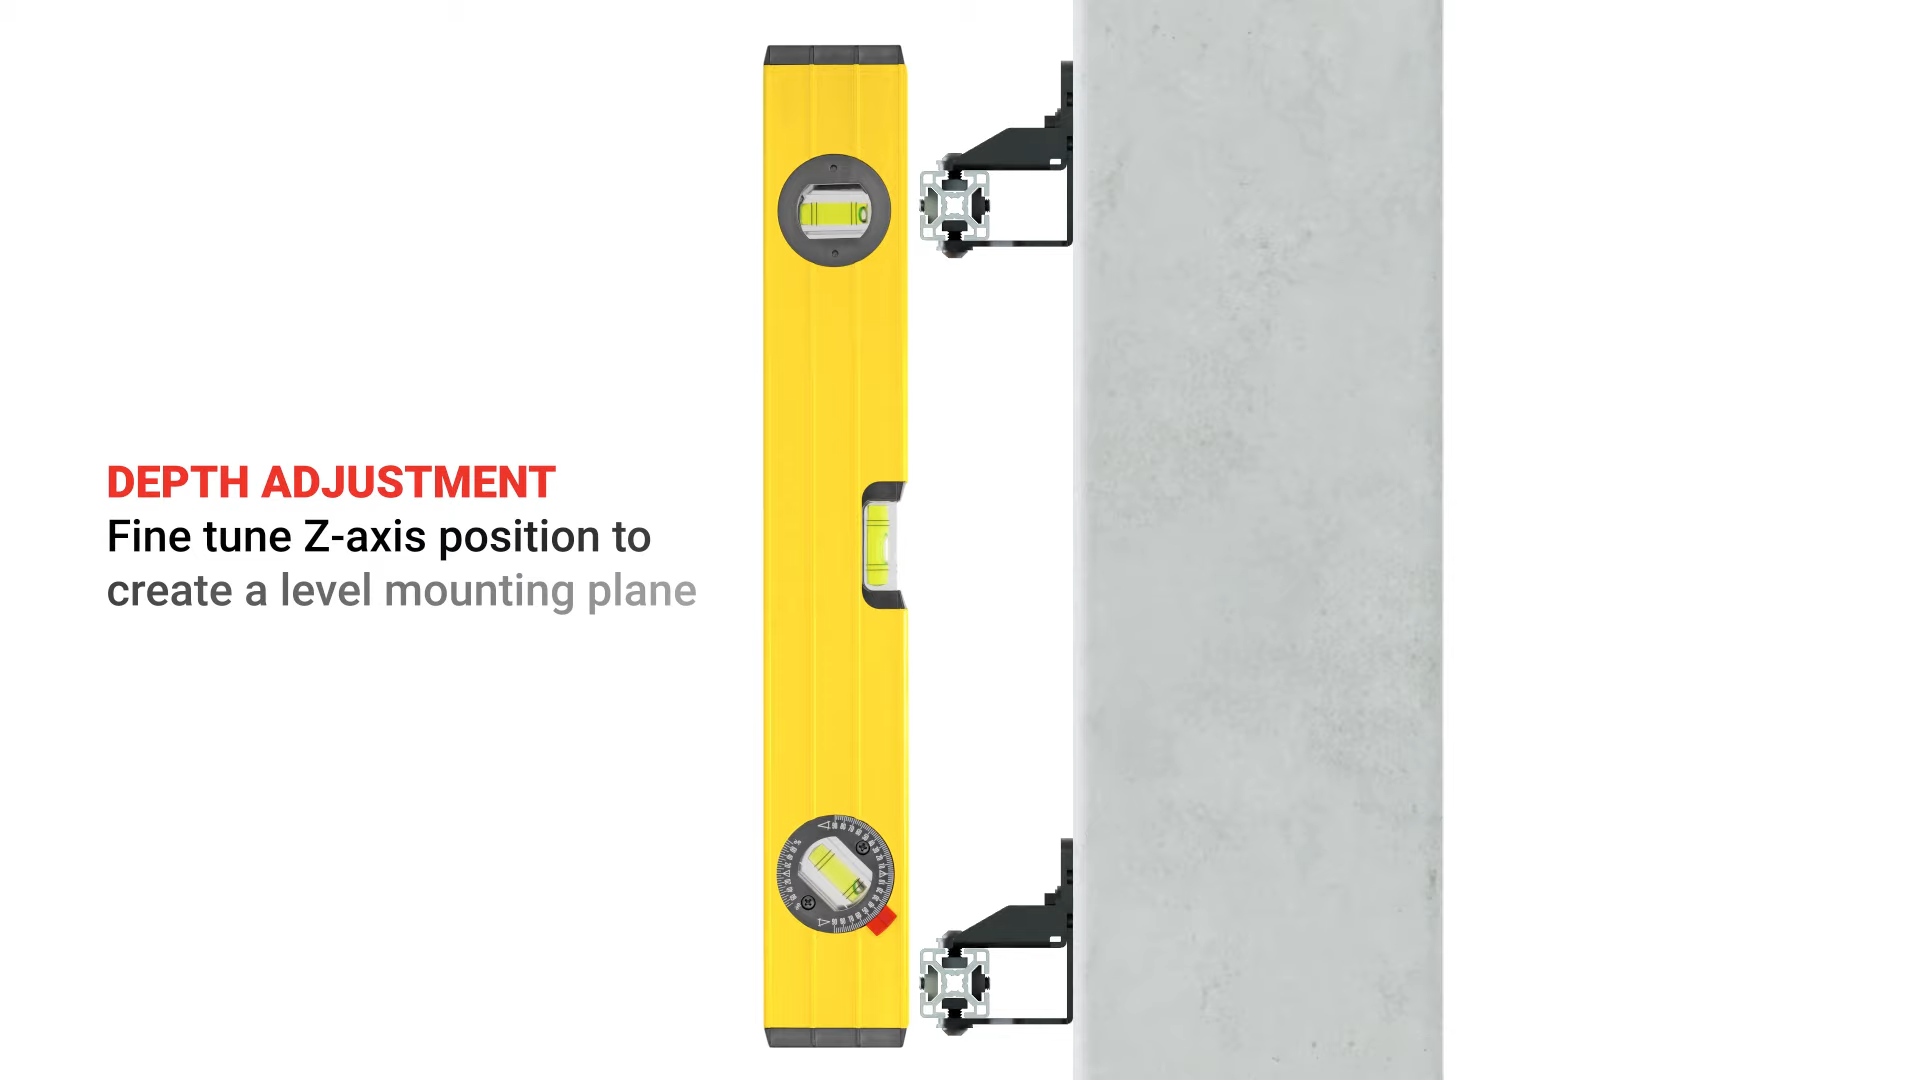 DEPTH ADJUSTMENT
Fine tune Z-axis position to
create a level mounting plane